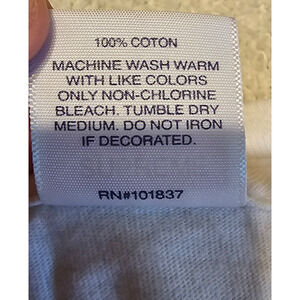 100% COTON
MACHINE WASH WARM
WITH LIKE COLORS
ONLY NON-CHLORINE
BLEACH. TUMBLE DRY
MEDIUM. DO NOT IRON
IF DECORATED.
RN#101837